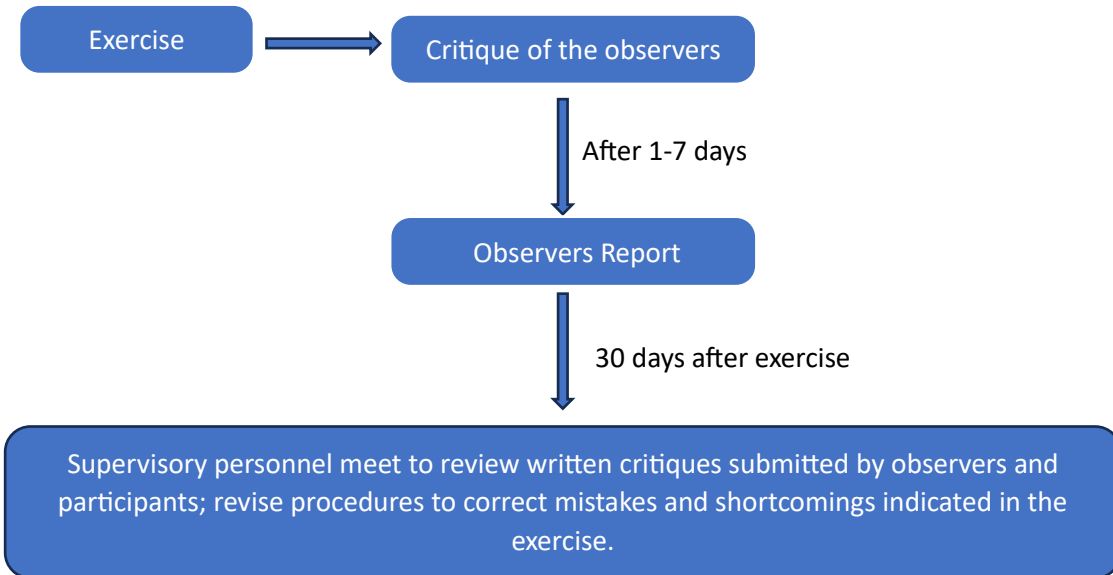 Exercise
Critique of the observers
After 1-7 days
Observers Report
30 days after exercise
Supervisory personnel meet to review written critiques submitted by observers and
participants; revise procedures to correct mistakes and shortcomings indicated in the
exercise.